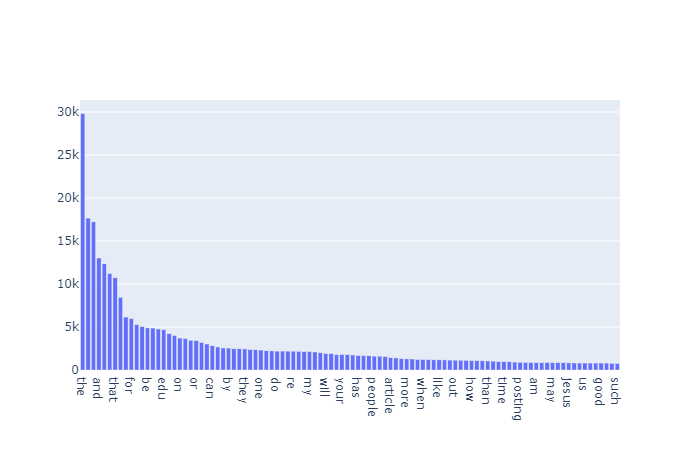 30k
25k
20k
15k
10k
5k
0
the
and
that
for
be
edu
on
or
can
by
they
one
do
re
my
will
your
has
people
article
more
when
like
out
how
than
time
posting
am
may
jesus
us
good
such